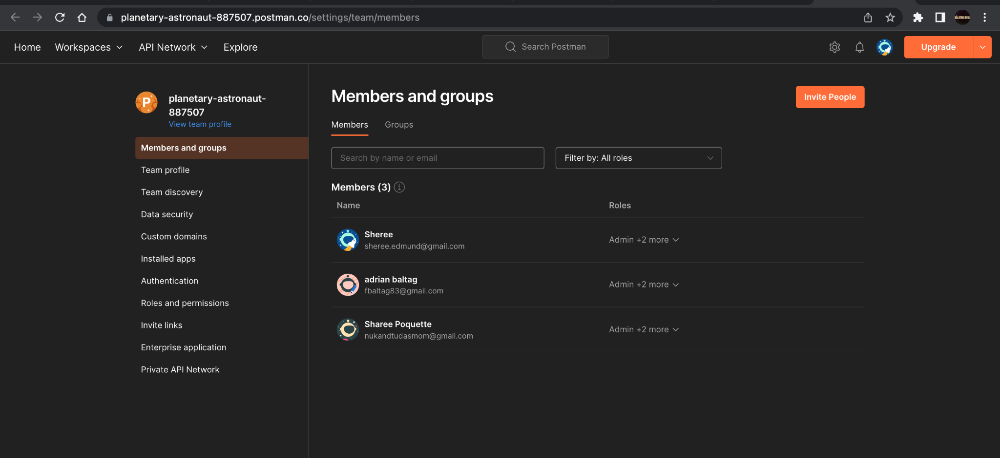 planetary-astronaut-887507.postman.co/settings/team/members
Home Workspaces API Network Explore
Search Postman
Upgrade
P
planetary-astronaut-
887507
View team profile
Members and groups
Team profile
Team discovery
Data security
Custom domains
Installed apps
Authentication
Roles and permissions
Invite links
Enterprise application
Private API Network
Members and groups
Invite People
Members Groups
Search by name or email
Filter by: All roles
Members (3)
Name Roles
Sheree
sheree.edmund@gmail.com
Admin +2 more
adrian baltag
fbaltag83@gmail.com
Admin +2 more
Sharee Poquette
nukandtudasmom@gmail.com
Admin +2 more